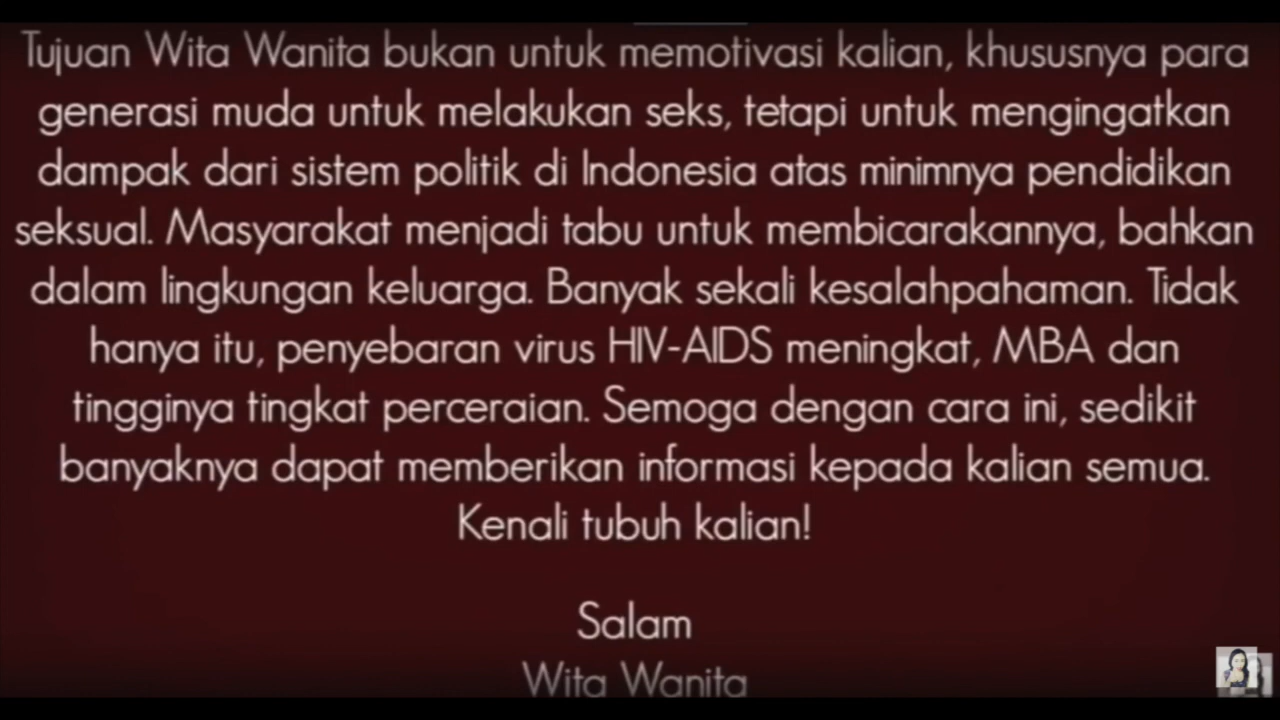 Tujuan Wita Wanita bukan untuk memotivasi kalian, khususnya para
generasi muda untuk melakukan seks, tetapi untuk mengingatkan
dampak dari sistem politik di Indonesia atas minimnya pendidikan
seksual. Masyarakat menjadi tabu untuk membicarakannya, bahkan
dalam lingkungan keluarga. Banyak sekali kesalahpahaman. Tidak
hanya itu, penyebaran virus HIV-AIDS meningkat, MBA dan
tingginya tingkat perceraian. Semoga dengan cara ini, sedikit
banyaknya dapat memberikan informasi kepada kalian semua.
Kenali tubuh kalian!
Salam
Wita Wanita